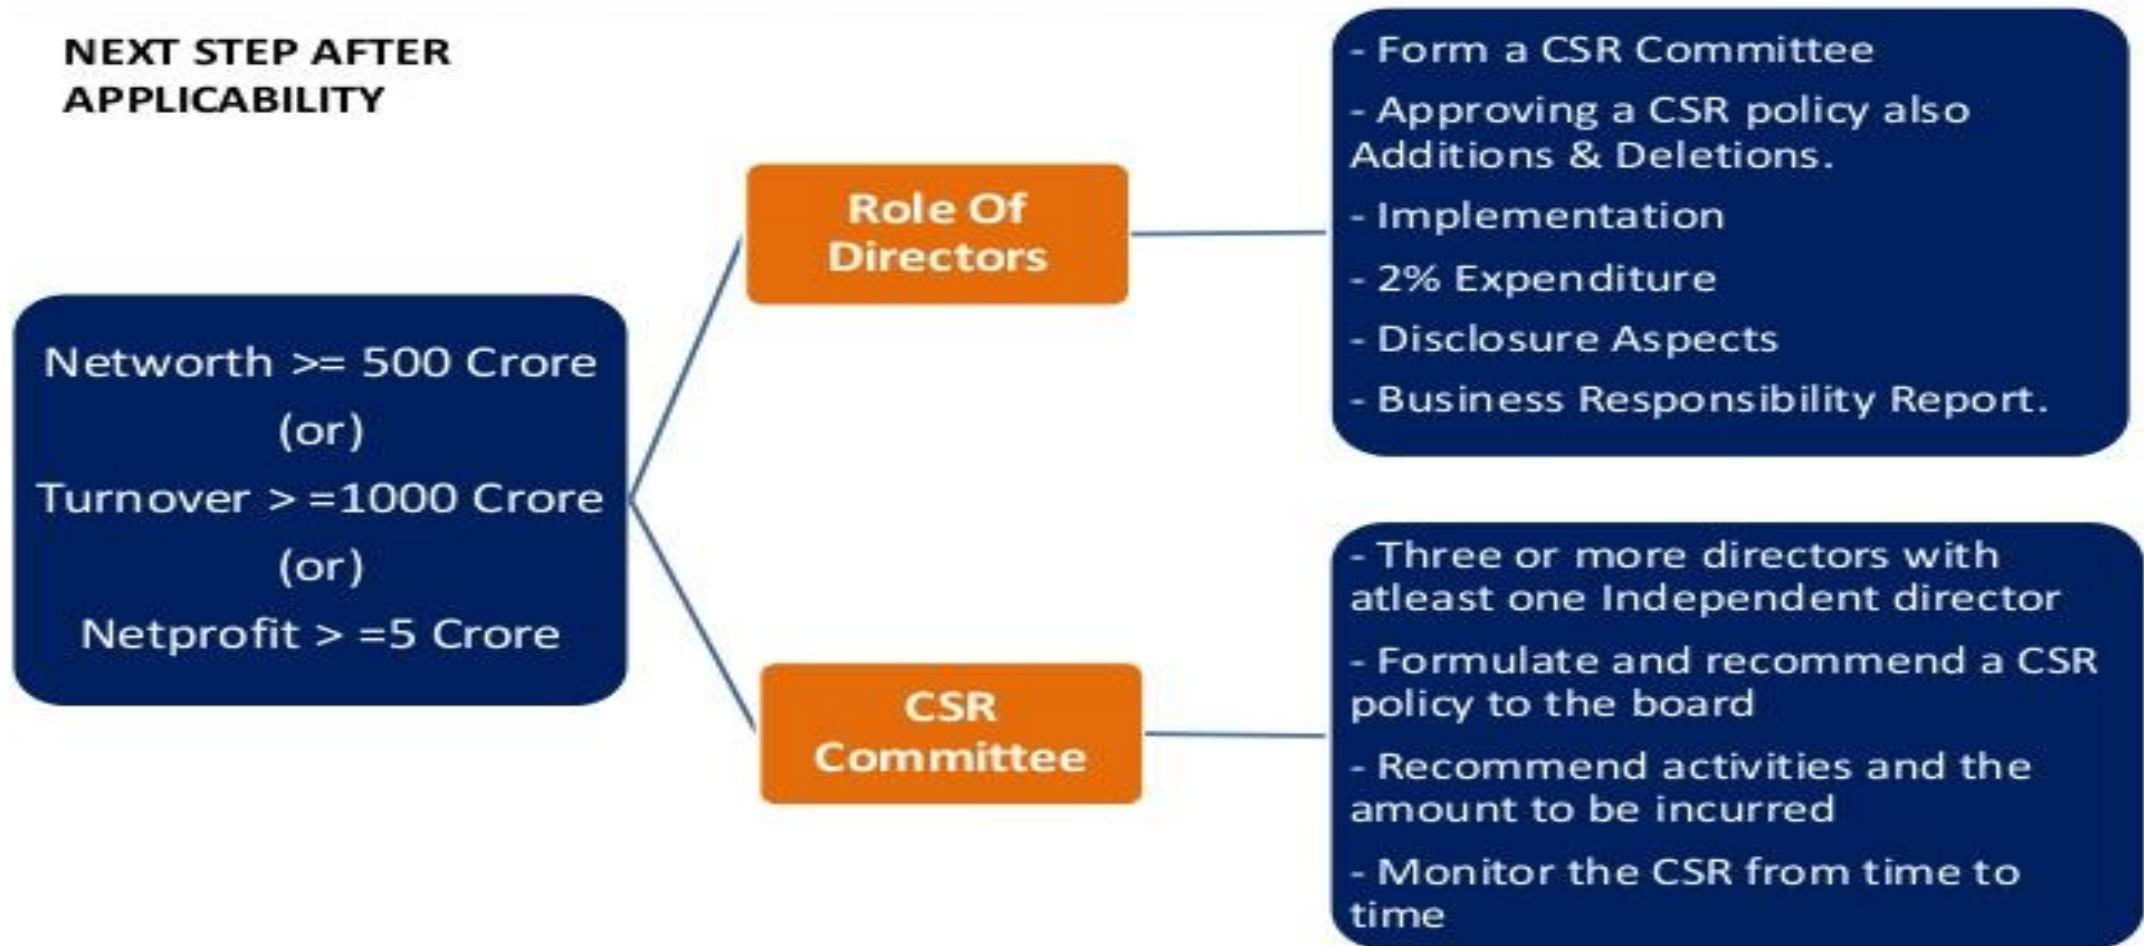 NEXT STEP AFTER
APPLICABILITY
Networth >= 500 Crore
(or)
Turnover > =1000 Crore
(or)
Netprofit > =5 Crore
Role Of
Directors
- Form a CSR Committee
- Approving a CSR policy also
Additions & Deletions.
- Implementation
- 2% Expenditure
- Disclosure Aspects
- Business Responsibility Report.
CSR
Committee
- Three or more directors with
atleast one Independent director
- Formulate and recommend a CSR
policy to the board
- Recommend activities and the
amount to be incurred
- Monitor the CSR from time to
time